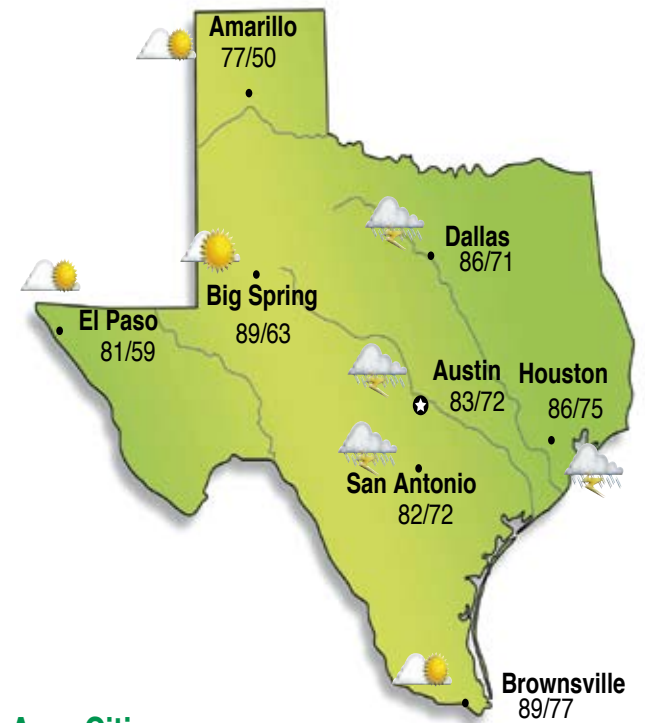 Amarillo
77/50
Dallas
86/71
Big Spring
89/63
El Paso
81/59
Austin
83/72
Houston
86/75
San Antonio
82/72
Brownsville
89/77